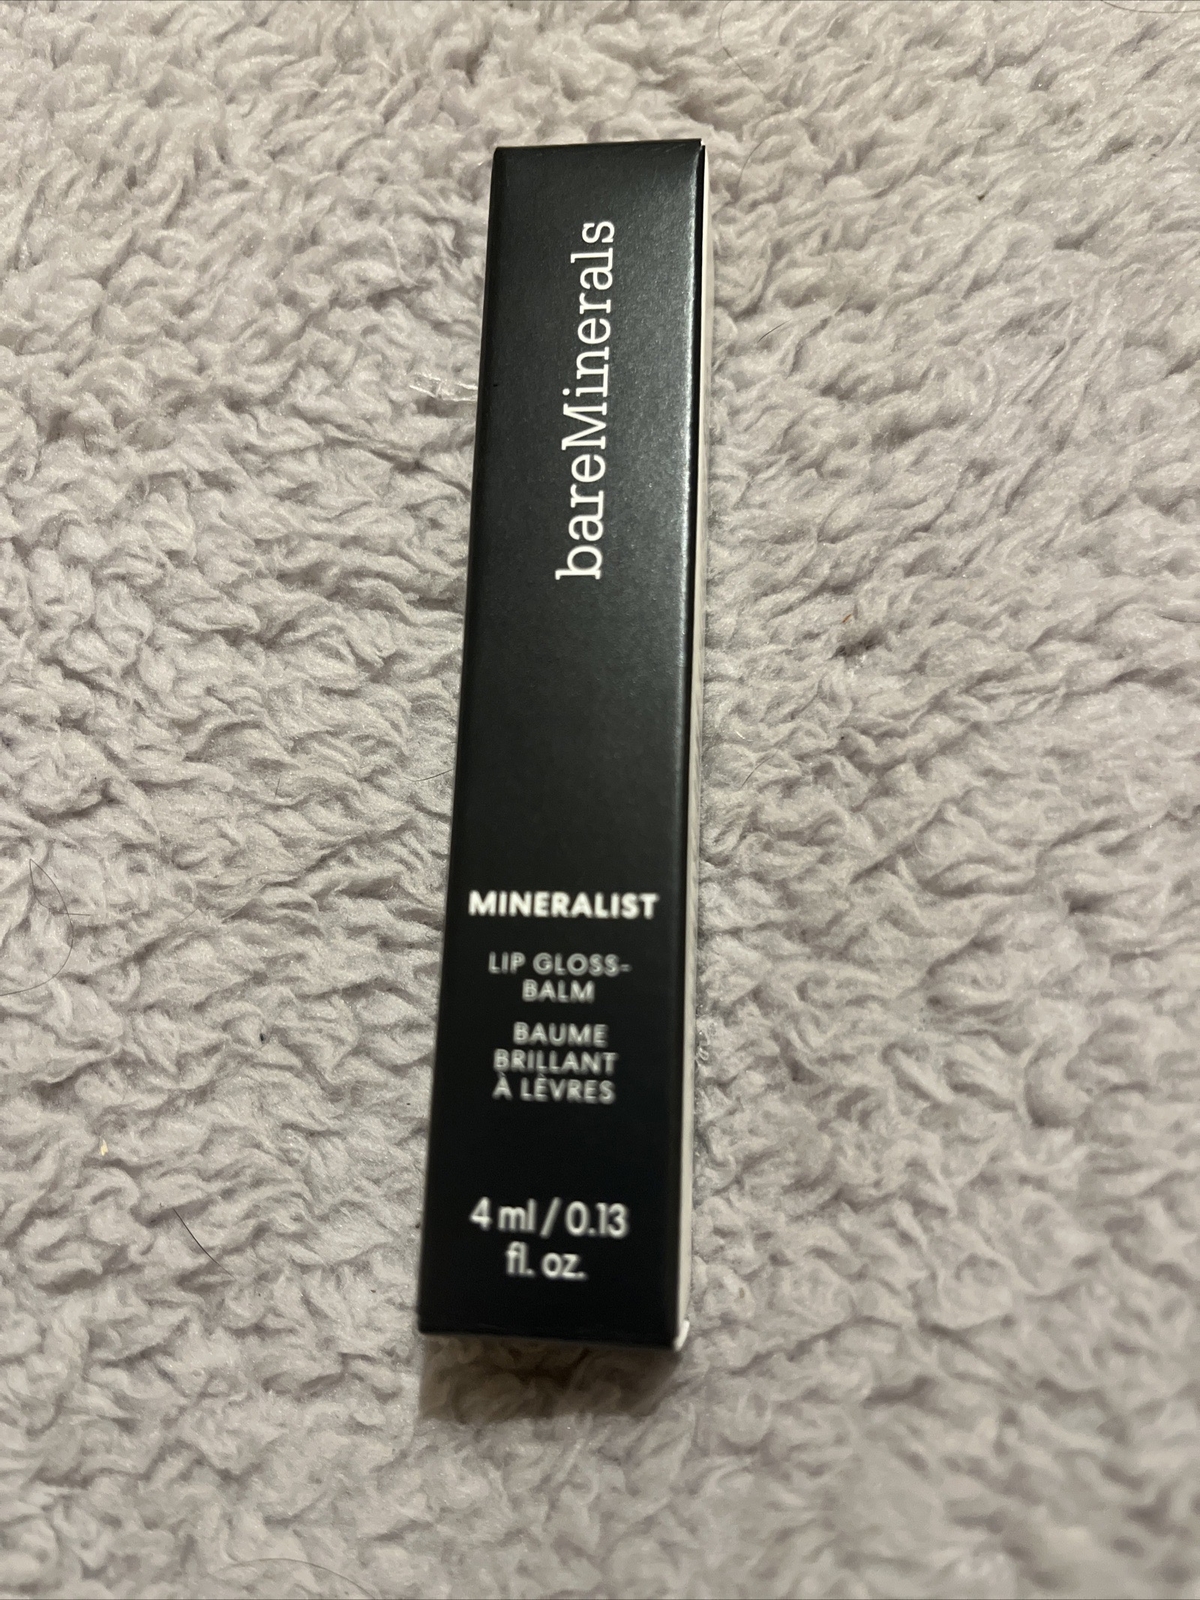 bareMinerals
MINERALIST
LIP GLOSS-
BALM
BAUME
BRILLANT
À LÈVRES
4 ml / 0.13
fl. oz.